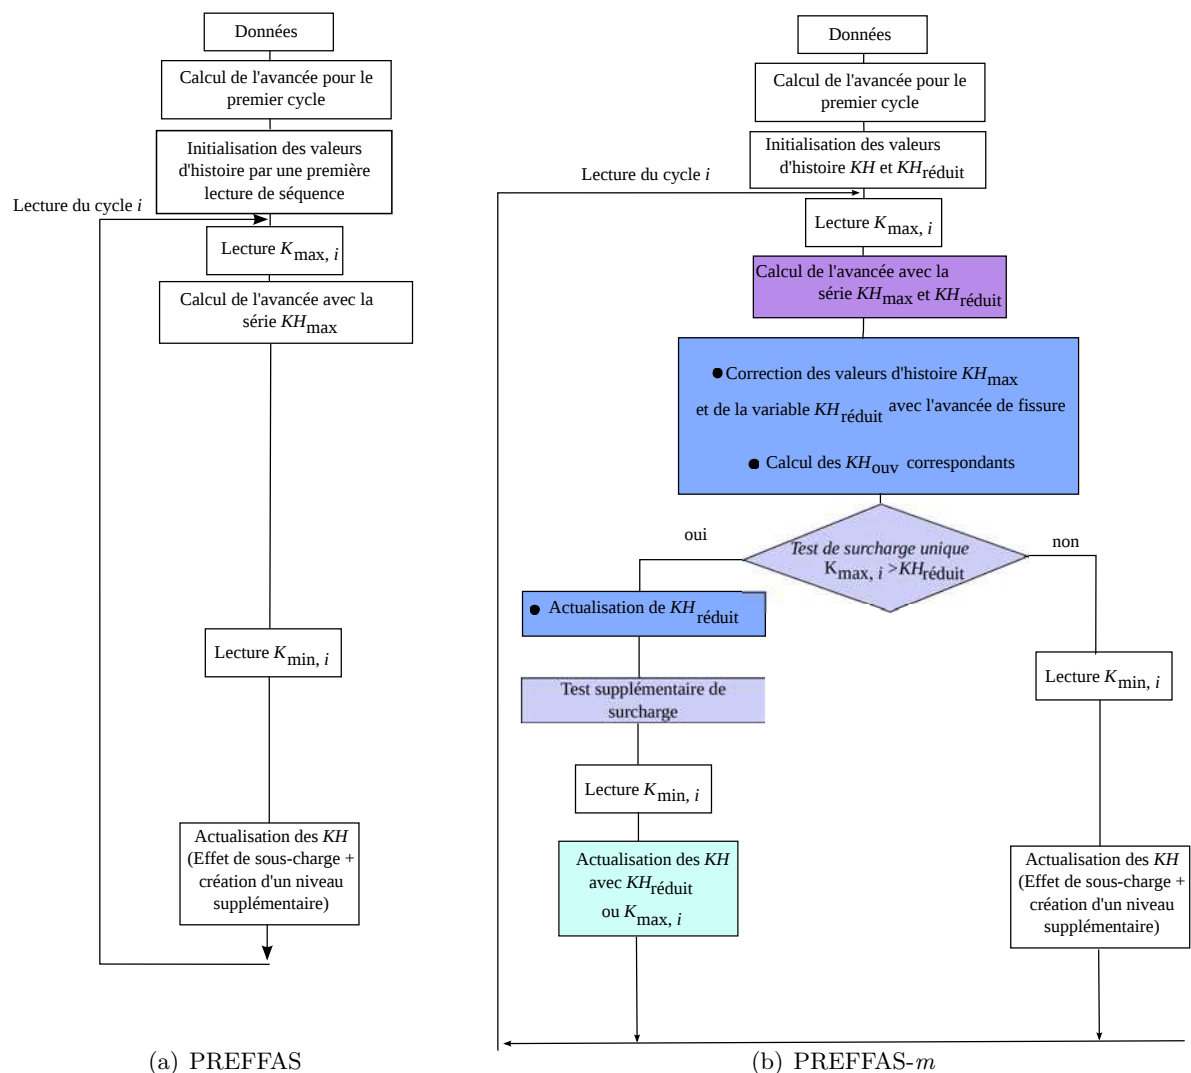 Données
Calcul de l'avancée pour le
premier cycle
Initialisation des valeurs
d'histoire par une première
lecture de séquence
Lecture du cycle i
Lecture Kmax, i
Calcul de l'avancée avec la
série KHmax
Lecture Kmin, i
Actualisation des KH
(Effet de sous-charge +
création d'un niveau
supplémentaire)
(a) PREFFAS
Données
Calcul de l'avancée pour le
premier cycle
Initialisation des valeurs
d'histoire KH et KHréduit
Lecture du cycle i
Lecture Kmax, i
Calcul de l'avancée avec la
série KHmax et KHréduit
● Correction des valeurs d'histoire KHmax
et de la variable KHréduit avec l'avancée de fissure
● Calcul des KHouv correspondants
oui
Test de surcharge unique
Kmax, i >KHréduit
non
● Actualisation de KHréduit
Test supplémentaire de
surcharge
Lecture Kmin, i
Actualisation des KH
avec KHréduit
ou Kmax, i
Lecture Kmin, i
Actualisation des KH
(Effet de sous-charge +
création d'un niveau
supplémentaire)
(b) PREFFAS-m